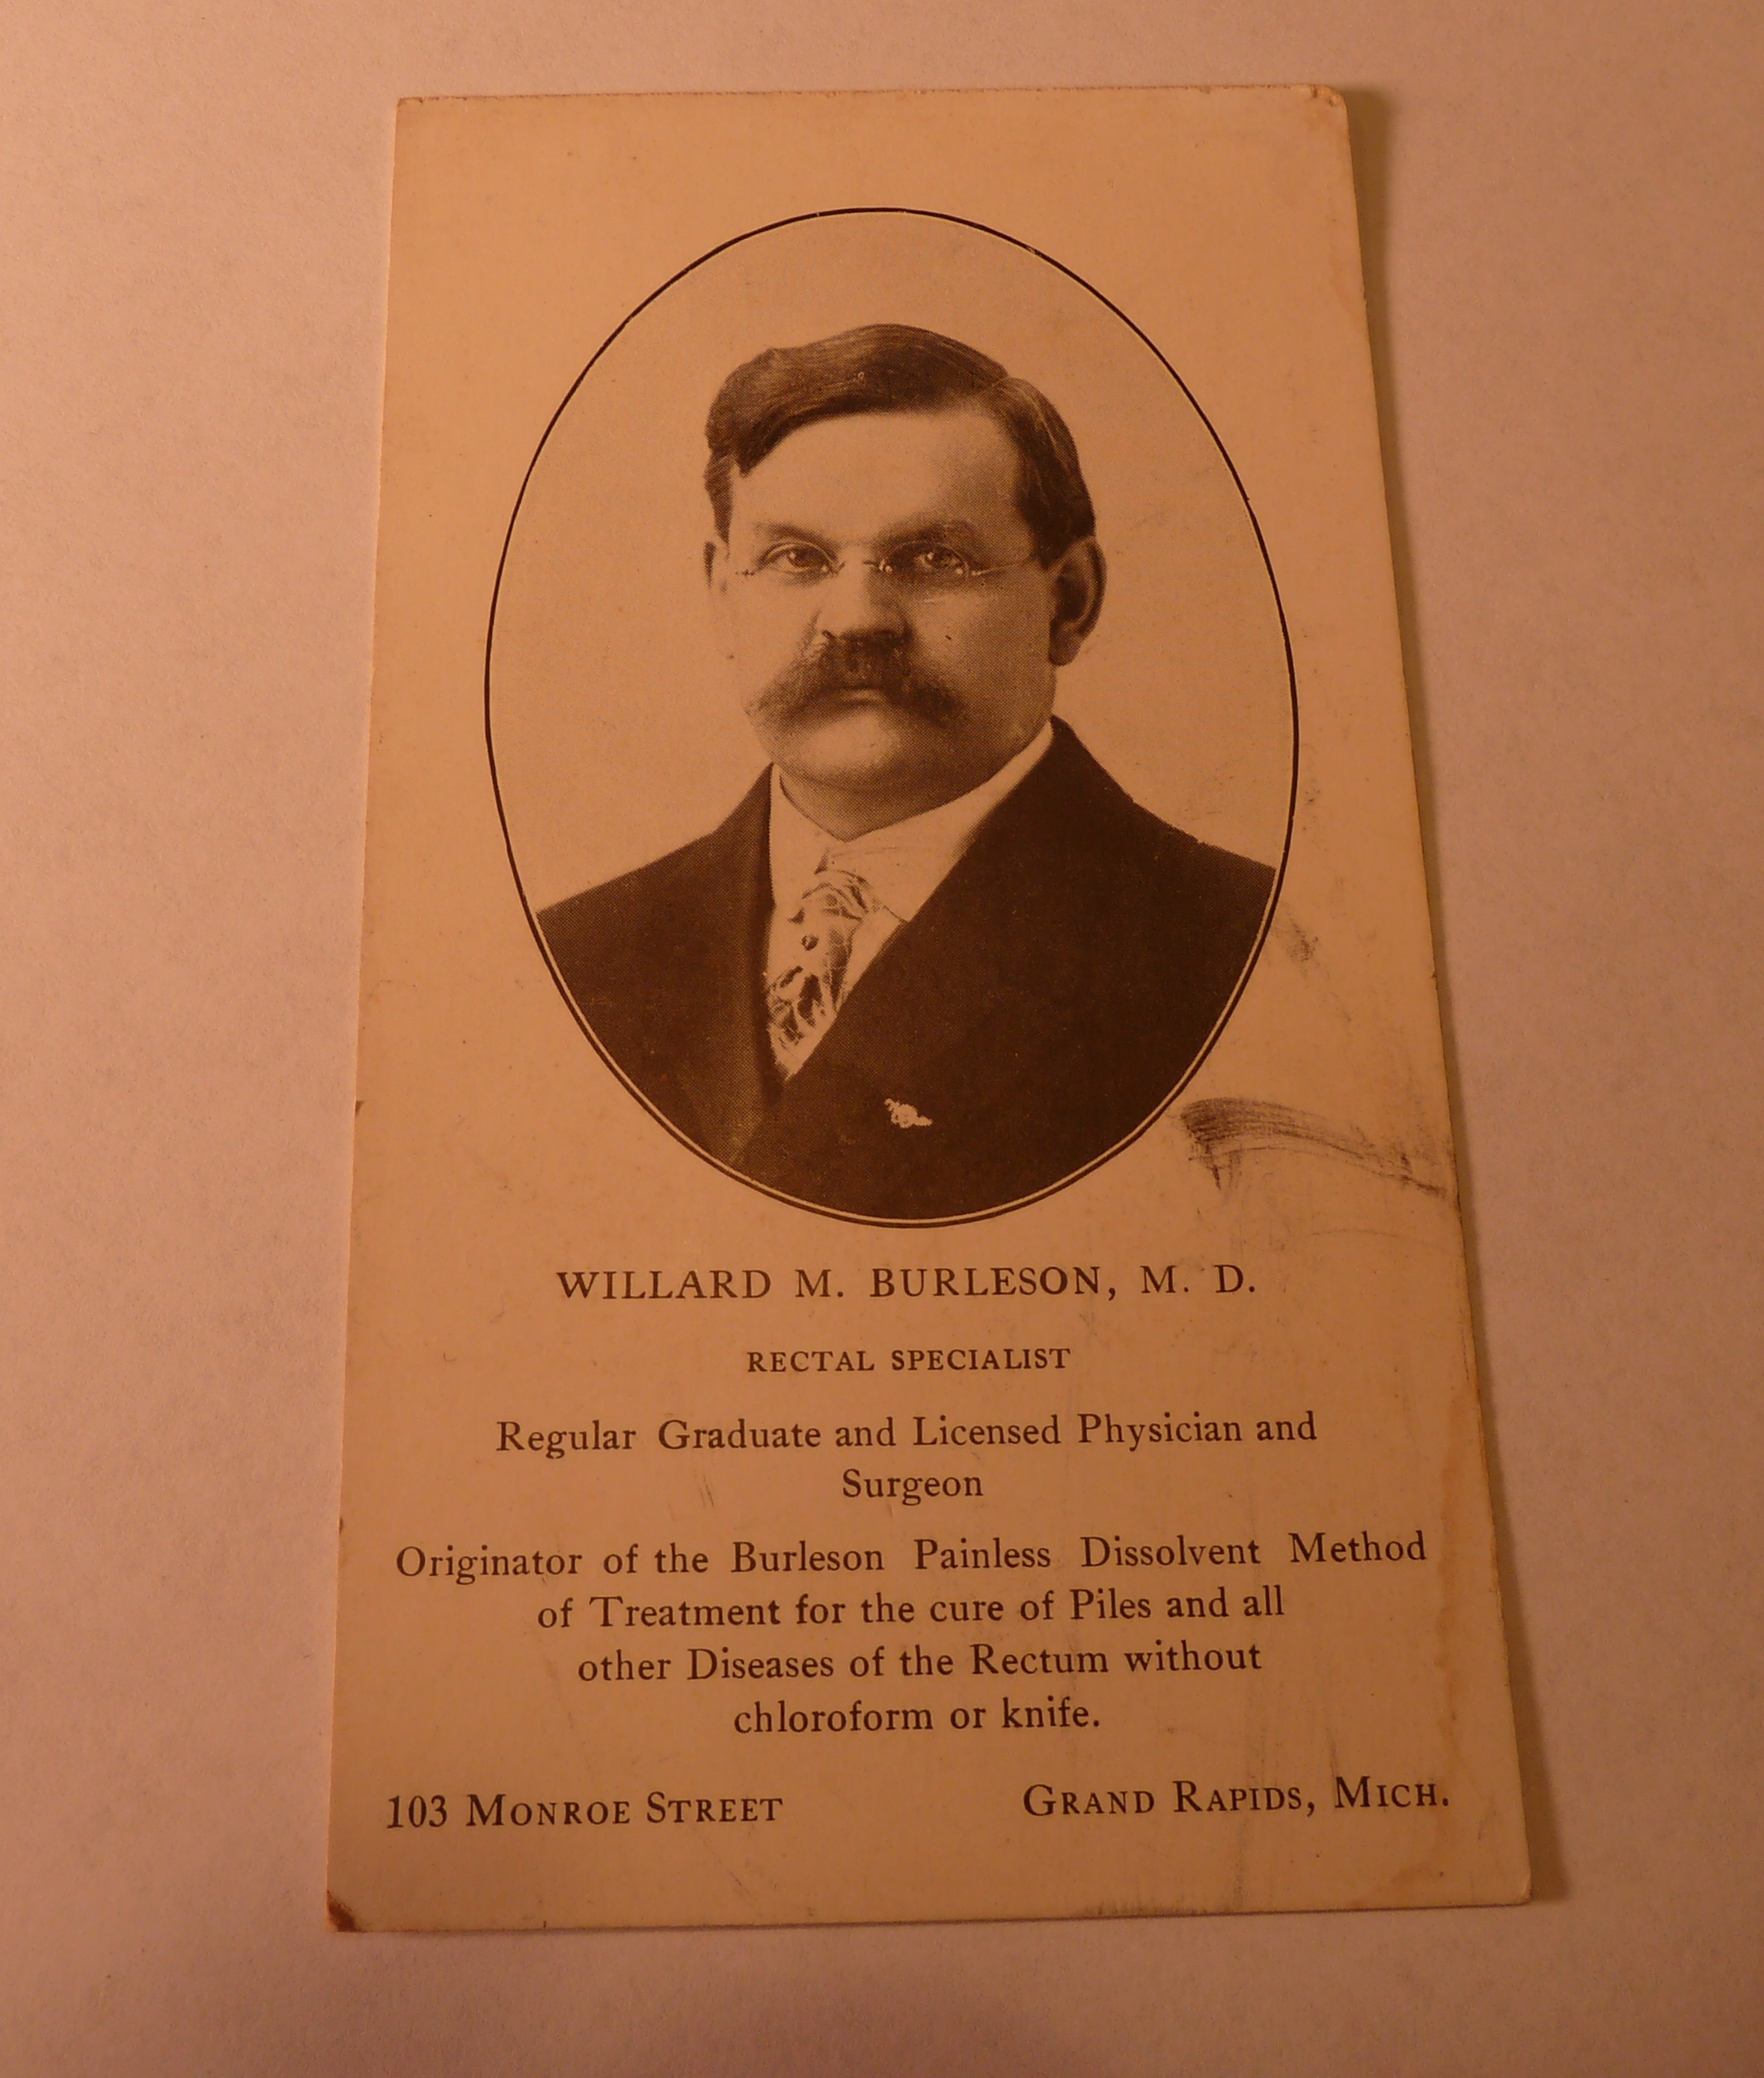 WILLARD M. BURLESON, M. D.
RECTAL SPECIALIST
Regular Graduate and Licensed Physician and
Surgeon
Originator of the Burleson Painless Dissolvent Method
of Treatment for the cure of Piles and all
other Diseases of the Rectum without
chloroform or knife.
103 MONROE STREET GRAND RAPIDS, MICH.